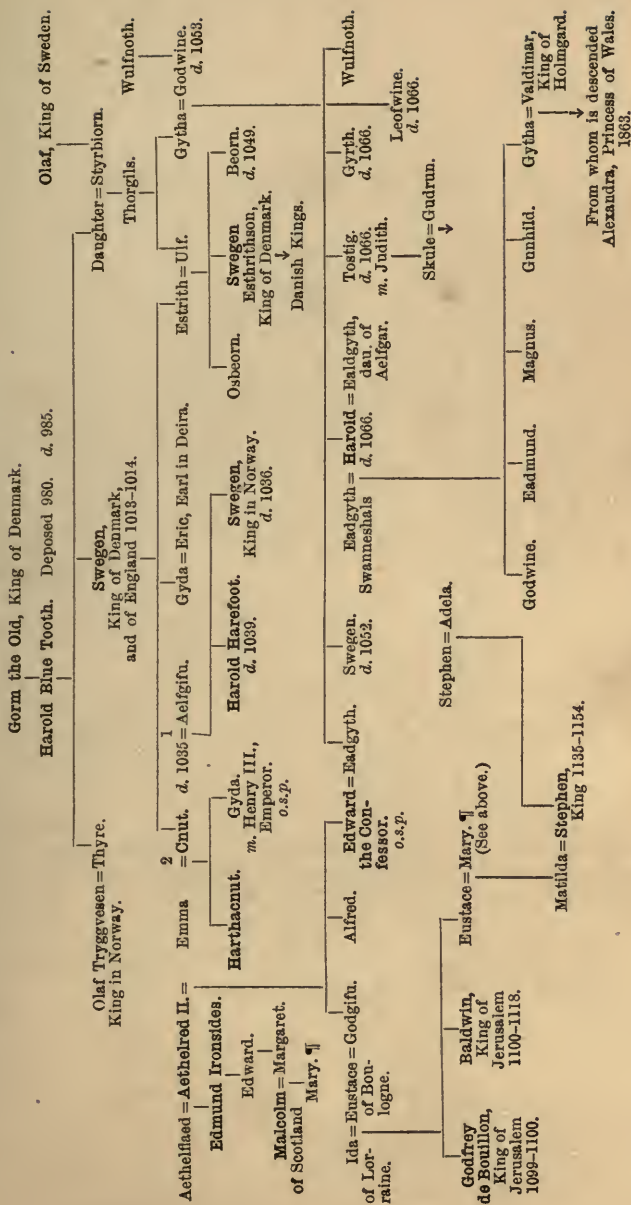 Gorm the Old, King of Denmark.
Harold Blue Tooth. Deposed 980. d. 985.
Olaf, King of Sweden.
Olaf Tryggvesen = Thyre.
King in Norway.
Swegen,
King of Denmark,
and of England 1013-1014.
Daughter = Styrbiorn.
Thorgils.
Wulfnoth.
Aethelflaed = Aethelred II. =
Emma
2
= Cnut. d. 1035 =
1
Aelfgifu.
Gyda = Eric, Earl in Deira.
Estrith = Ulf.
Gytha = Godwine.
d. 1053.
Edmund Ironsides.
Edward.
Malcolm = Margaret.
of Scotland
Mary. ¶
Harthacnut.
Gyda.
m. Henry III.,
Emperor.
o.s.p.
Harold Harefoot.
d. 1039.
Swegen,
King in Norway.
d. 1036.
Osbeorn.
Swegen
Esthrithson,
King of Denmark.
Danish Kings.
Beorn.
d. 1049.
Ida = Eustace = Godgifu.
of Lor- of Bou-
raine. logne.
Alfred.
Edward = Eadgyth.
the Con-
fessor.
o.s.p.
Swegen.
d. 1052.
Eadgyth = Harold = Ealdgyth,
Swanneshals d. 1066. dau. of
Aelfgar.
Tostig.
d. 1066.
m. Judith.
Skule = Gudrun.
Gyrth.
d. 1066.
Leofwine.
d. 1066.
Wulfnoth.
Godfrey
de Bouillon,
King of
Jerusalem
1099-1100.
Baldwin,
King of
Jerusalem
1100-1118.
Eustace = Mary. ¶
(See above.)
Stephen = Adela.
Matilda = Stephen,
King 1135-1154.
Godwine.
Eadmund.
Magnus.
Gunhild.
Gytha = Valdimar,
King of
Holmgard.
From whom is descended
Alexandra, Princess of Wales.
1863.